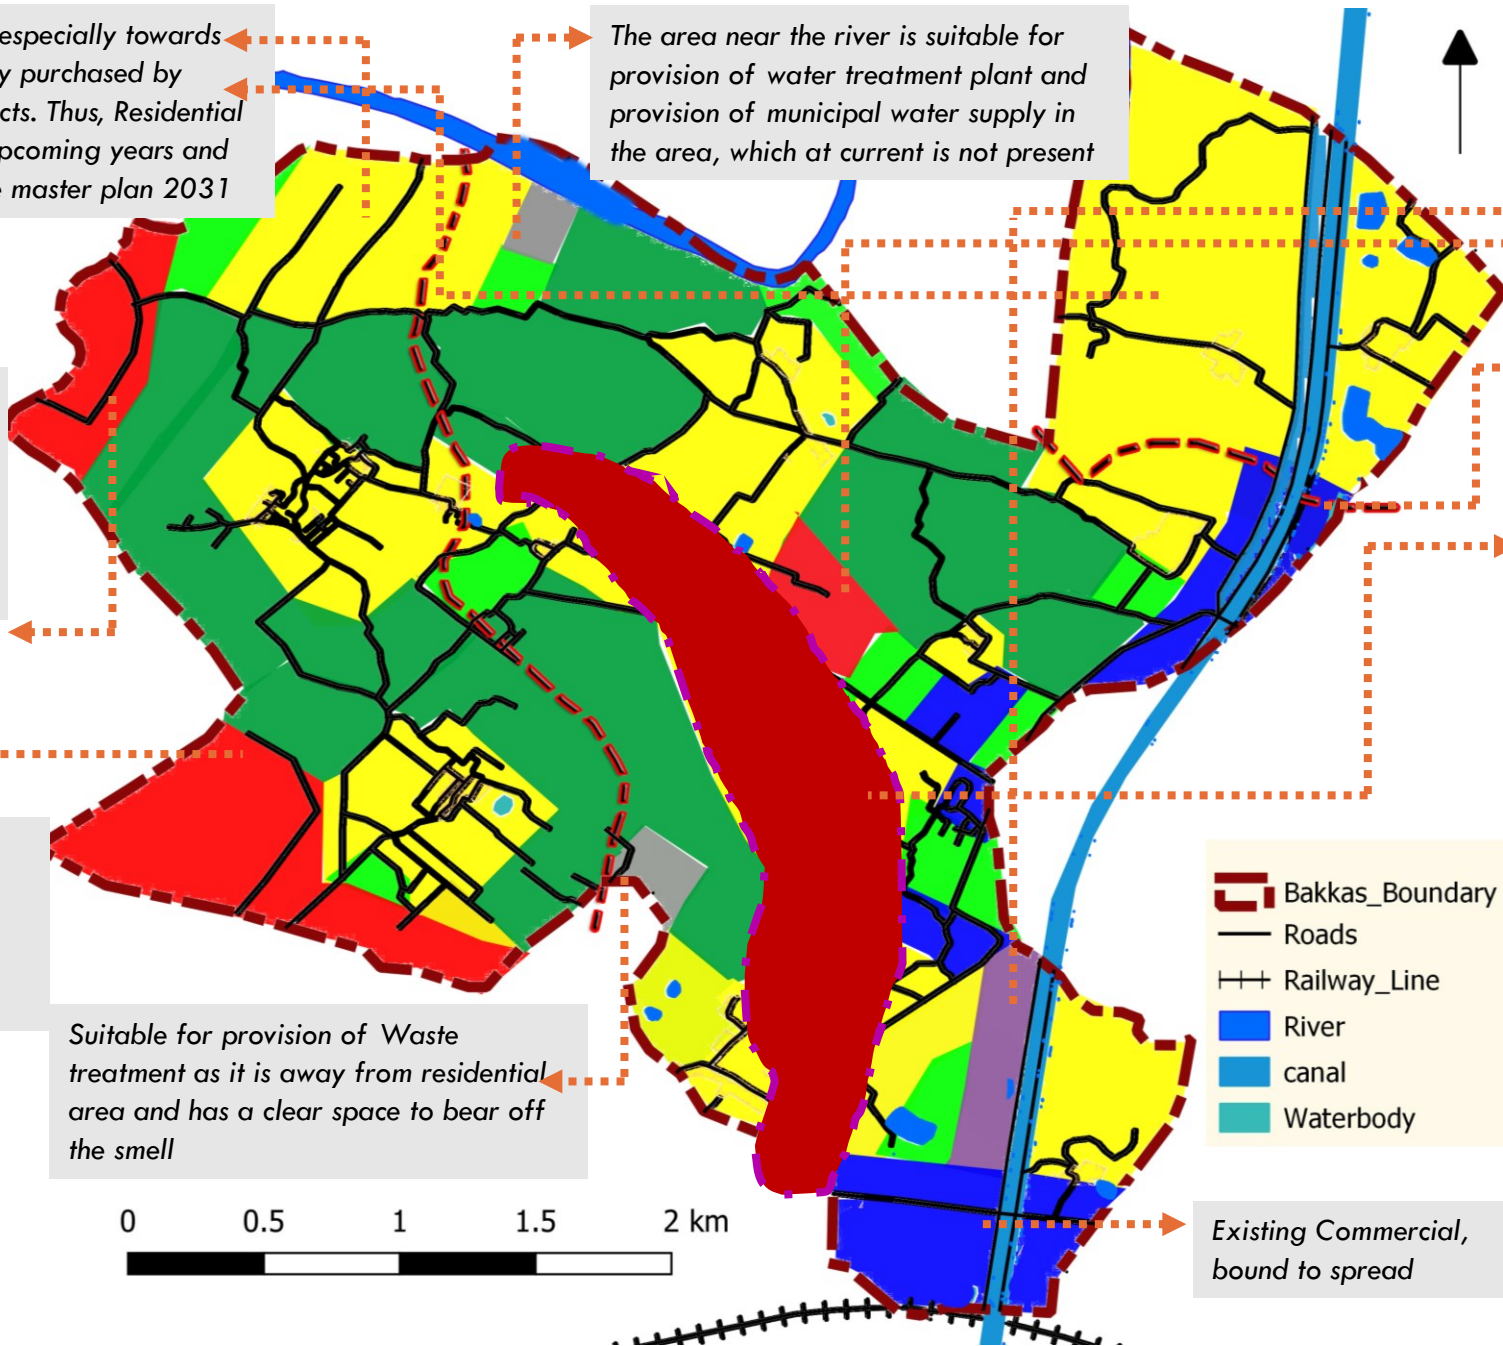 especially towards
y purchased by
cts. Thus, Residential
pcoming years and
e master plan 2031
The area near the river is suitable for
provision of water treatment plant and
provision of municipal water supply in
the area, which at current is not present
Bakkas_Boundary
Roads
Railway_Line
River
canal
Waterbody
Suitable for provision of Waste
treatment as it is away from residential
area and has a clear space to bear off
the smell
0 0.5 1 1.5 2 km
Existing Commercial,
bound to spread